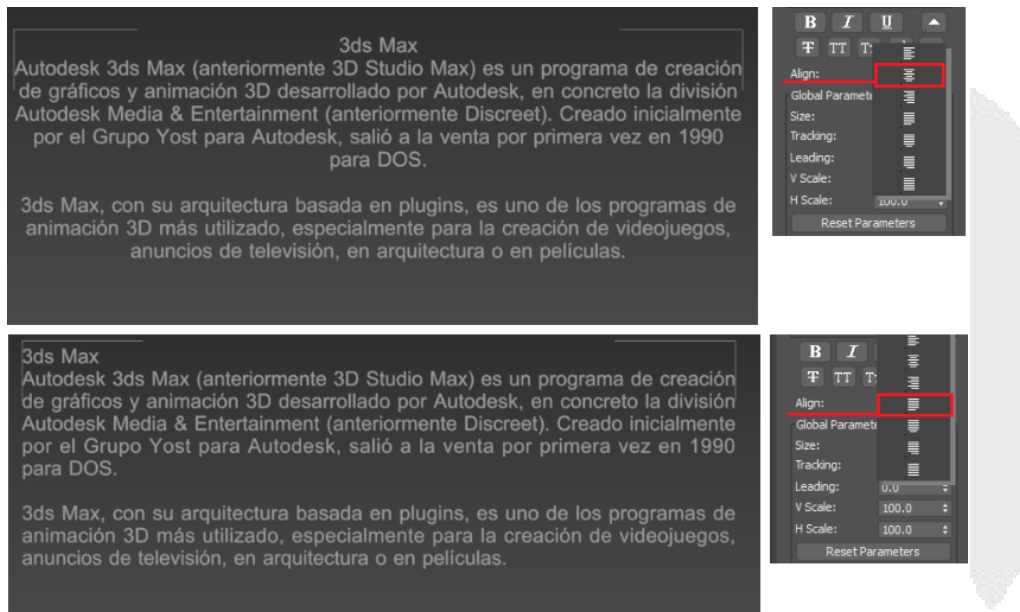 3ds Max
Autodesk 3ds Max (anteriormente 3D Studio Max) es un programa de creación
de gráficos y animación 3D desarrollado por Autodesk, en concreto la división
Autodesk Media & Entertainment (anteriormente Discreet). Creado inicialmente
por el Grupo Yost para Autodesk, salió a la venta por primera vez en 1990
para DOS.
3ds Max, con su arquitectura basada en plugins, es uno de los programas de
animación 3D más utilizado, especialmente para la creación de videojuegos,
anuncios de televisión, en arquitectura o en películas.
B I U
T TT
Align:
Global Paramet
Size:
Tracking:
Leading:
V Scale:
H Scale: 100.0
Reset Parameters
3ds Max
Autodesk 3ds Max (anteriormente 3D Studio Max) es un programa de creación
de gráficos y animación 3D desarrollado por Autodesk, en concreto la división
Autodesk Media & Entertainment (anteriormente Discreet). Creado inicialmente
por el Grupo Yost para Autodesk, salió a la venta por primera vez en 1990
para DOS.
3ds Max, con su arquitectura basada en plugins, es uno de los programas de
animación 3D más utilizado, especialmente para la creación de videojuegos,
anuncios de televisión, en arquitectura o en películas.
B I
T TT
Align:
Global Paramete
Size:
Tracking:
Leading: 0.0
V Scale: 100.0
H Scale: 100.0
Reset Parameters